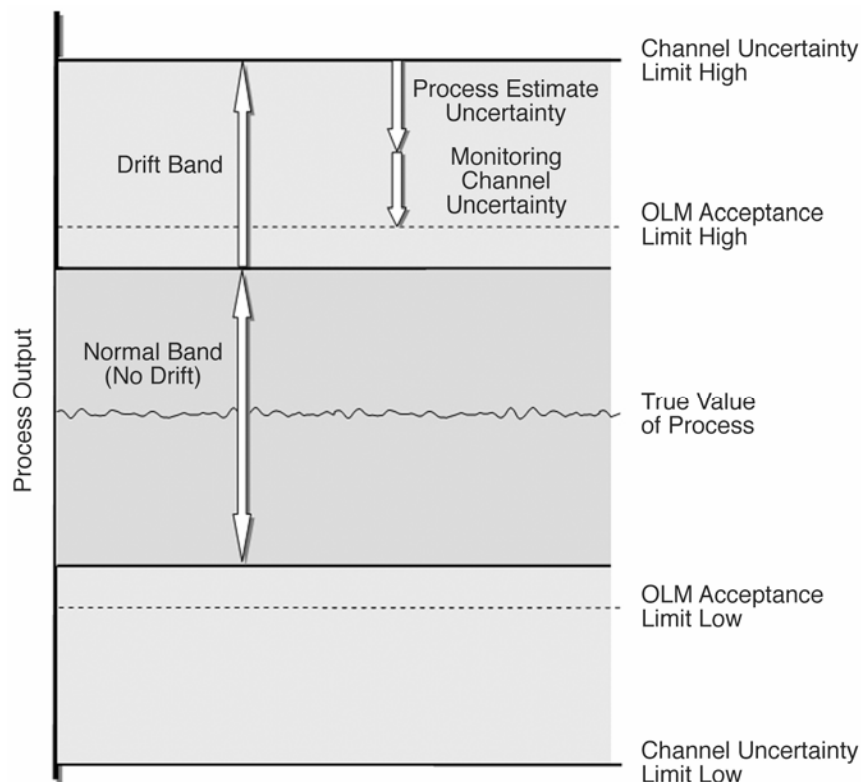 Channel Uncertainty
Limit High
Process Estimate
Uncertainty
Drift Band
Monitoring
Channel
Uncertainty
OLM Acceptance
Limit High
Process Output
Normal Band
(No Drift)
True Value
of Process
OLM Acceptance
Limit Low
Channel Uncertainty
Limit Low